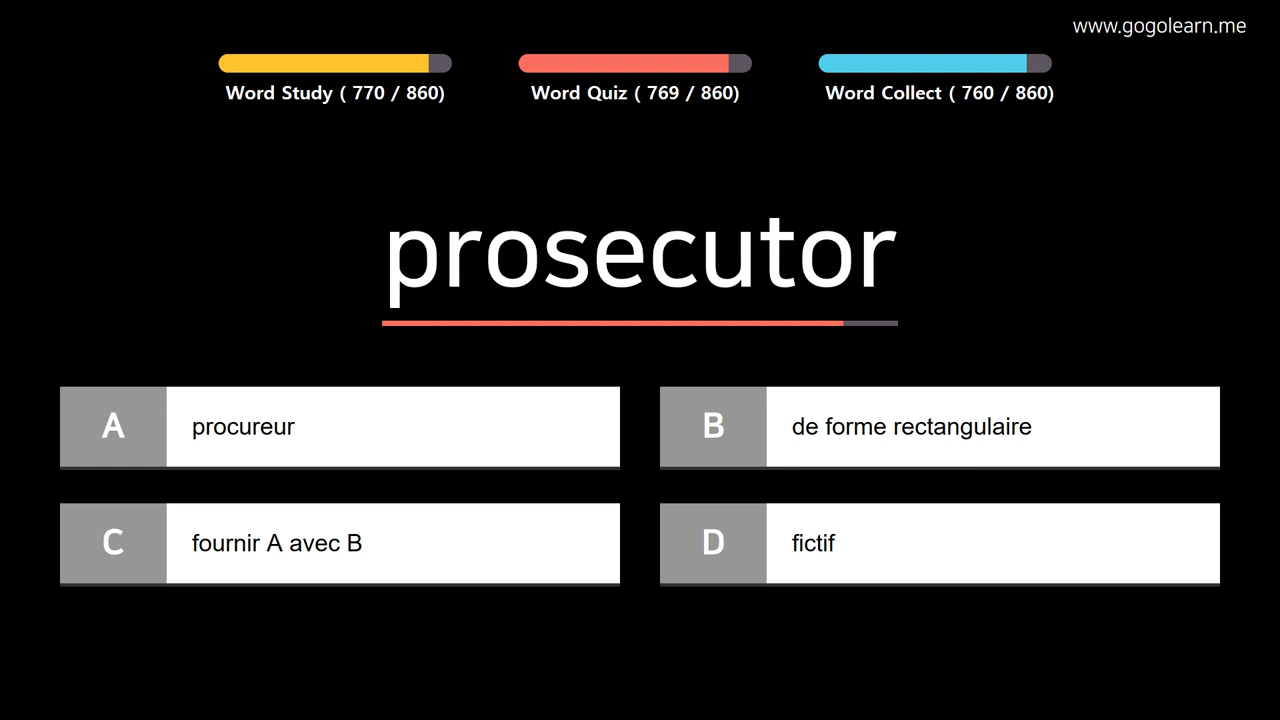 www.gogolearn.me
Word Study ( 770 / 860)
Word Quiz ( 769 / 860)
Word Collect ( 760 / 860)
prosecutor
A procureur
B de forme rectangulaire
C fournir A avec B
D fictif